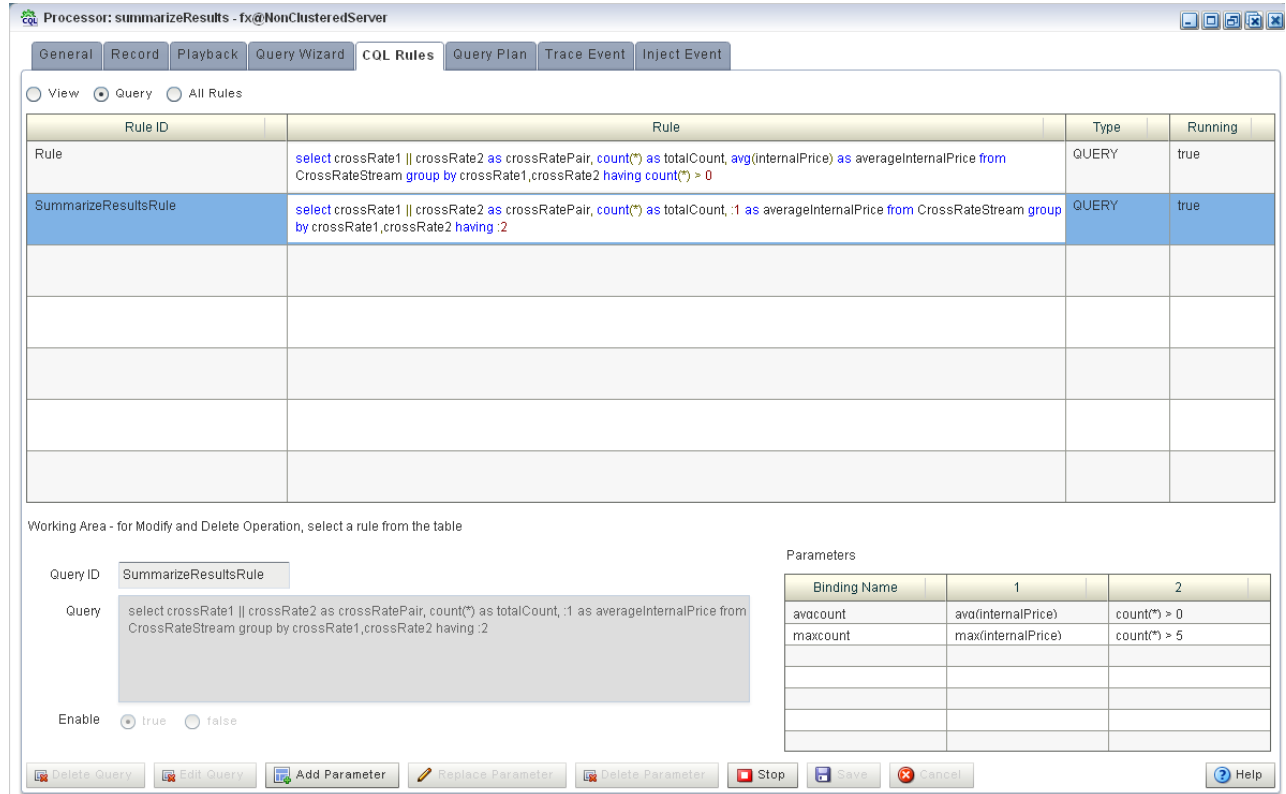 CQL Processor: summarizeResults - fx@NonClusteredServer
General Record Playback Query Wizard CQL Rules Query Plan Trace Event Inject Event
View Query All Rules
Rule ID Rule Type Running
Rule select crossRate1 || crossRate2 as crossRatePair, count(*) as totalCount, avg(internalPrice) as averageInternalPrice from QUERY true
CrossRateStream group by crossRate1,crossRate2 having count(*) > 0
SummarizeResultsRule select crossRate1 || crossRate2 as crossRatePair, count(*) as totalCount, :1 as averageInternalPrice from CrossRateStream group QUERY true
by crossRate1,crossRate2 having :2
Working Area - for Modify and Delete Operation, select a rule from the table
Query ID SummarizeResultsRule
Query select crossRate1 || crossRate2 as crossRatePair, count(*) as totalCount, :1 as averageInternalPrice from
CrossRateStream group by crossRate1,crossRate2 having :2
Enable true false
Parameters
Binding Name 1 2
avgcount avg(internalPrice) count(*) > 0
maxcount max(internalPrice) count(*) > 5
Delete Query Edit Query Add Parameter Replace Parameter Delete Parameter Stop Save Cancel Help